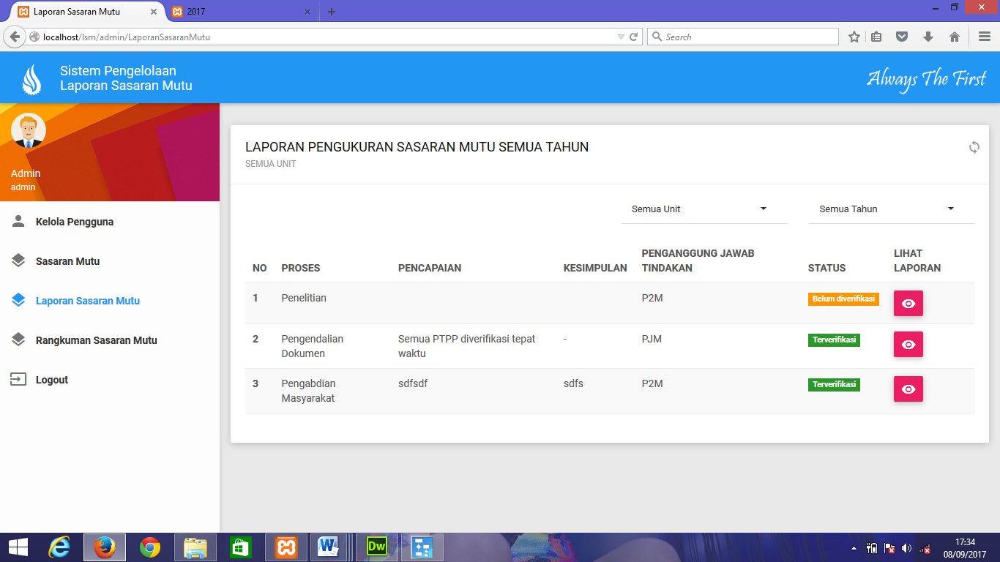 Laporan Sasaran Mutu
2017
localhost/lsm/admin/LaporanSasaranMutu
Search
Sistem Pengelolaan
Laporan Sasaran Mutu
Always The First
Admin
admin
Kelola Pengguna
Sasaran Mutu
Laporan Sasaran Mutu
Rangkuman Sasaran Mutu
Logout
LAPORAN PENGUKURAN SASARAN MUTU SEMUA TAHUN
SEMUA UNIT
Semua Unit
Semua Tahun
NO PROSES PENCAPAIAN KESIMPULAN PENGANGGUNG JAWAB TINDAKAN STATUS LIHAT LAPORAN
1 Penelitian P2M Belum diverifikasi
2 Pengendalian Dokumen Semua PTPP diverifikasi tepat waktu - PJM Terverifikasi
3 Pengabdian Masyarakat sdfsdf sdfs P2M Terverifikasi
Dw
17:34
08/09/2017